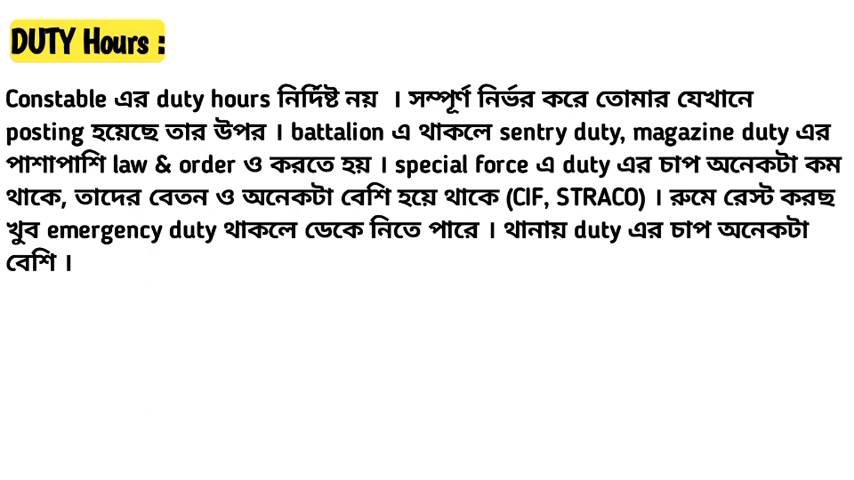 DUTY Hours :
Constable এর duty hours নির্দিষ্ট নয় । সম্পূর্ণ নির্ভর করে তোমার যেখানে
posting হয়েছে তার উপর । battalion এ থাকলে sentry duty, magazine duty এর
পাশাপাশি law & order ও করতে হয় । special force এ duty এর চাপ অনেকটা কম
থাকে, তাদের বেতন ও অনেকটা বেশি হয়ে থাকে (CIF, STRACO) । রুমে রেস্ট করছ
খুব emergency duty থাকলে ডেকে নিতে পারে । থানায় duty এর চাপ অনেকটা
বেশি ।